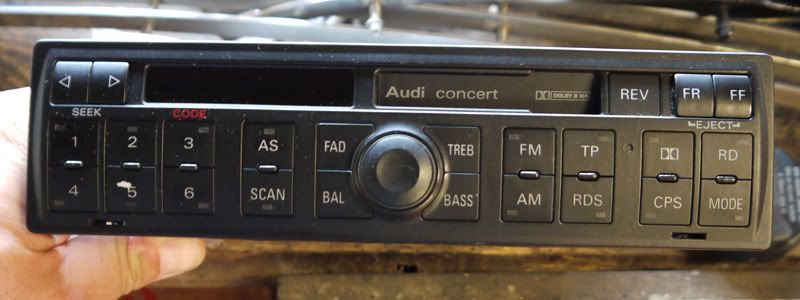 ◁ ▷
Audi concert
DOLBY B NR
REV
FR FF
SEEK
CODE
EJECT
1 2 3
AS
FAD
TREB
FM
TP
RD
4 5 6
SCAN
BAL
BASS
AM
RDS
CPS
MODE